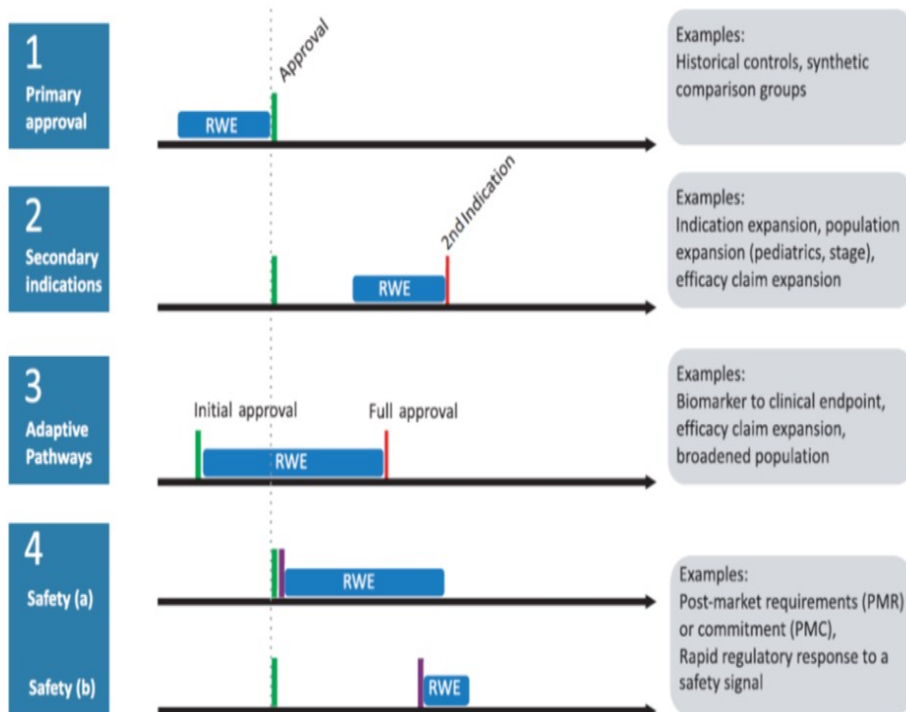 1
Primary
approval
Approval
RWE
Examples:
Historical controls, synthetic
comparison groups
2
Secondary
indications
2nd Indication
RWE
Examples:
Indication expansion, population
expansion (pediatrics, stage),
efficacy claim expansion
3
Adaptive
Pathways
Initial approval
Full approval
RWE
Examples:
Biomarker to clinical endpoint,
efficacy claim expansion,
broadened population
4
Safety (a)
RWE
Safety (b)
RWE
Examples:
Post-market requirements (PMR)
or commitment (PMC),
Rapid regulatory response to a
safety signal